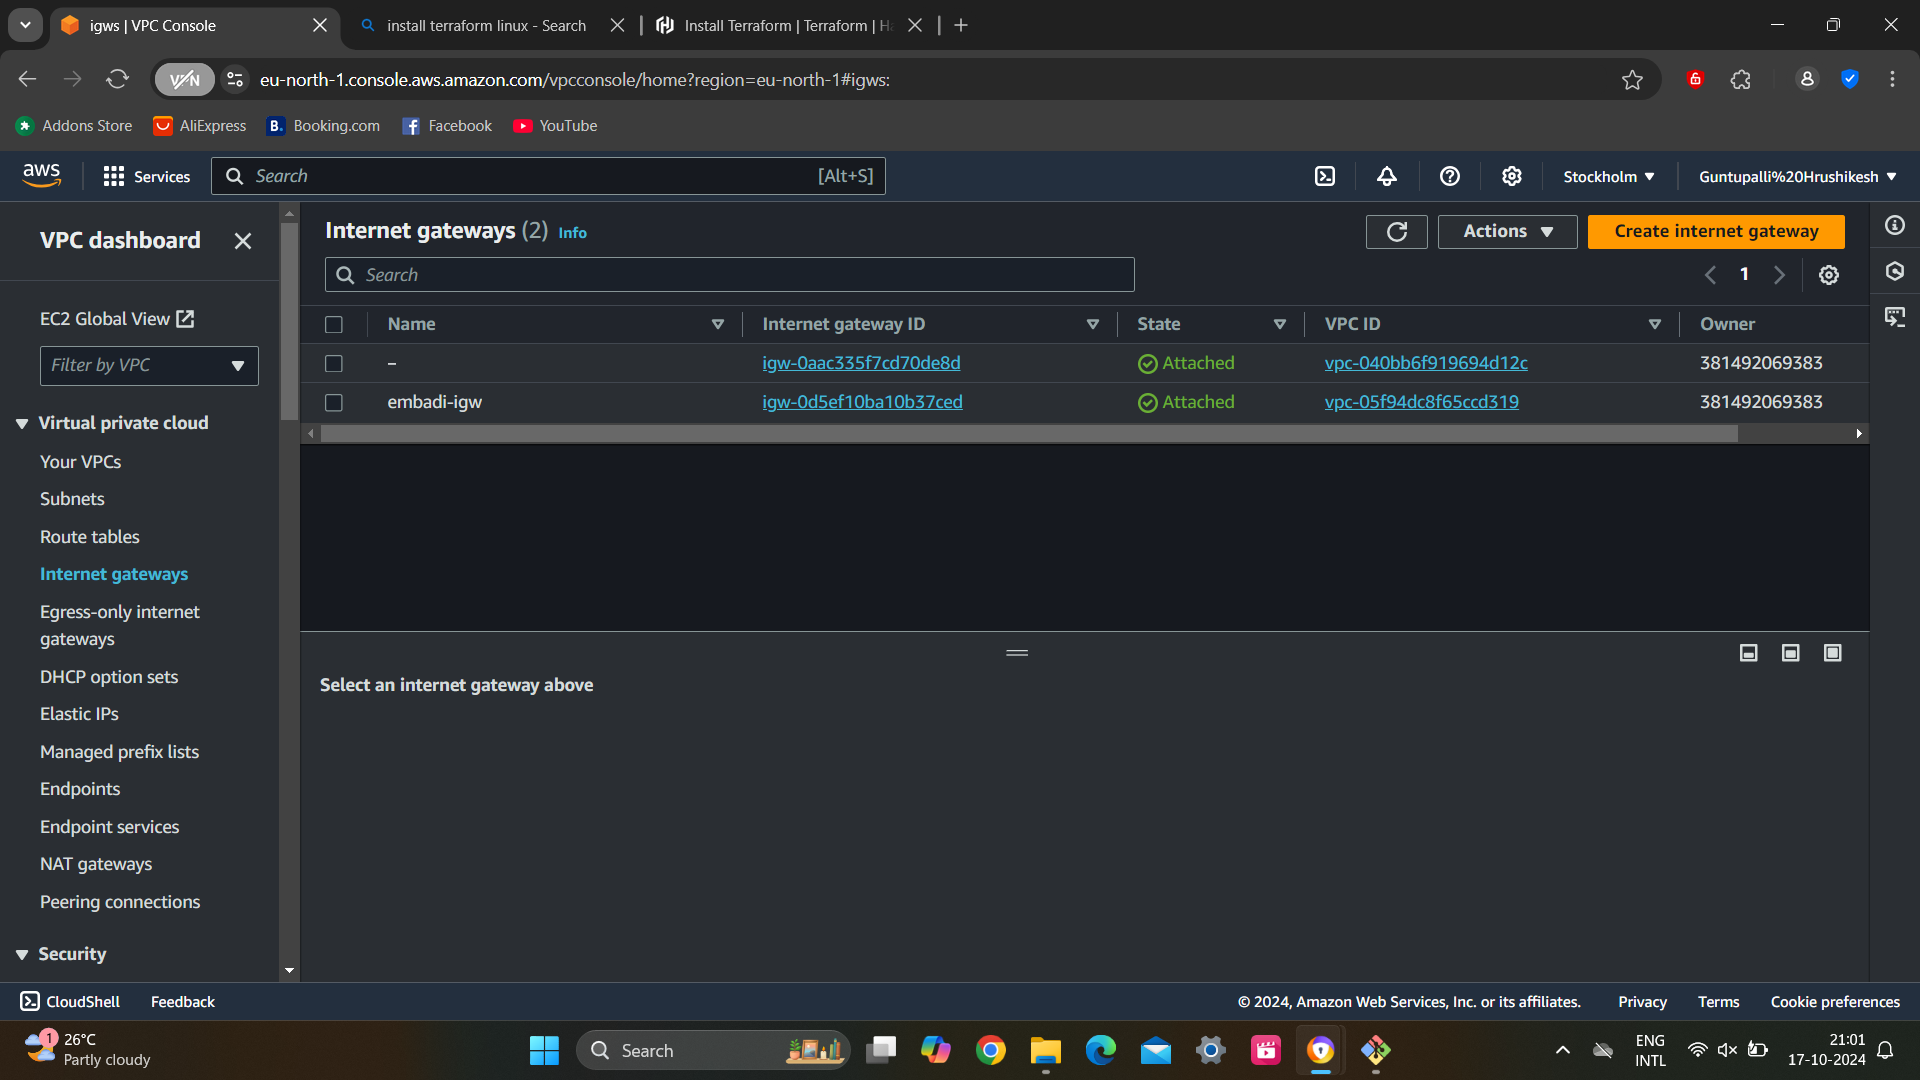 igws | VPC Console
install terraform linux - Search
Install Terraform | Terraform | Ha
VPN
eu-north-1.console.aws.amazon.com/vpcconsole/home?region=eu-north-1#igws:
Addons Store
AliExpress
B. Booking.com
Facebook
YouTube
aws
Services
Search
[Alt+S]
Stockholm
Guntupalli%20Hrushikesh
VPC dashboard
EC2 Global View
Filter by VPC
Virtual private cloud
Your VPCs
Subnets
Route tables
Internet gateways
Egress-only internet
gateways
DHCP option sets
Elastic IPs
Managed prefix lists
Endpoints
Endpoint services
NAT gateways
Peering connections
Security
Internet gateways (2) Info
Actions
Create internet gateway
Search
1
Name Internet gateway ID State VPC ID Owner
– igw-0aac335f7cd70de8d Attached vpc-040bb6f919694d12c 381492069383
embadi-igw igw-0d5ef10ba10b37ced Attached vpc-05f94dc8f65ccd319 381492069383
Select an internet gateway above
CloudShell
Feedback
© 2024, Amazon Web Services, Inc. or its affiliates.
Privacy
Terms
Cookie preferences
1
26°C
Partly cloudy
Search
ENG
INTL
21:01
17-10-2024